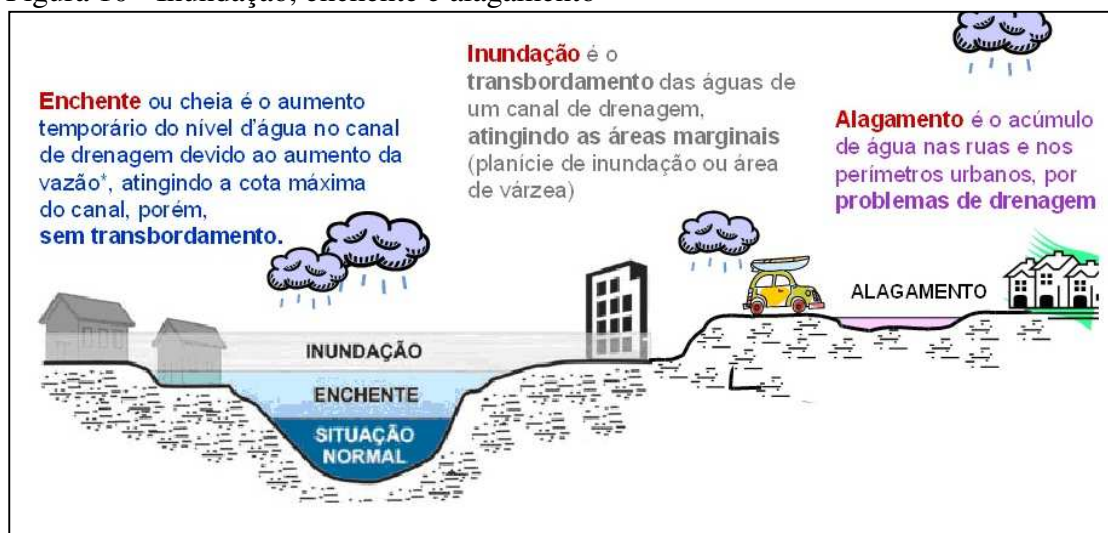 Figura 10 - Inundação, enchente e alagamento
Enchente ou cheia é o aumento
temporário do nível d'água no canal
de drenagem devido ao aumento da
vazão*, atingindo a cota máxima
do canal, porém,
sem transbordamento.
Inundação é o
transbordamento das águas de
um canal de drenagem,
atingindo as áreas marginais
(planície de inundação ou área
de várzea)
Alagamento é o acúmulo
de água nas ruas e nos
perímetros urbanos, por
problemas de drenagem
ALAGAMENTO
INUNDAÇÃO
ENCHENTE
SITUAÇÃO
NORMAL